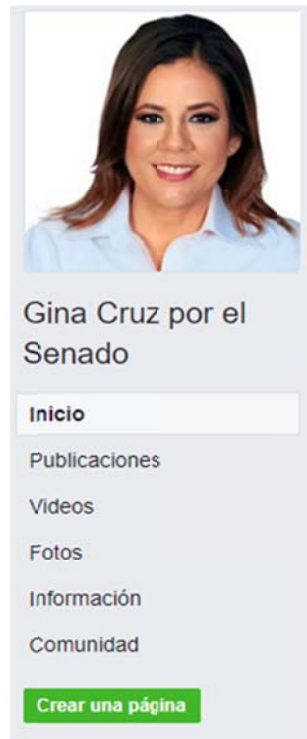 Gina Cruz por el
Senado
Inicio
Publicaciones
Videos
Fotos
Información
Comunidad
Crear una página